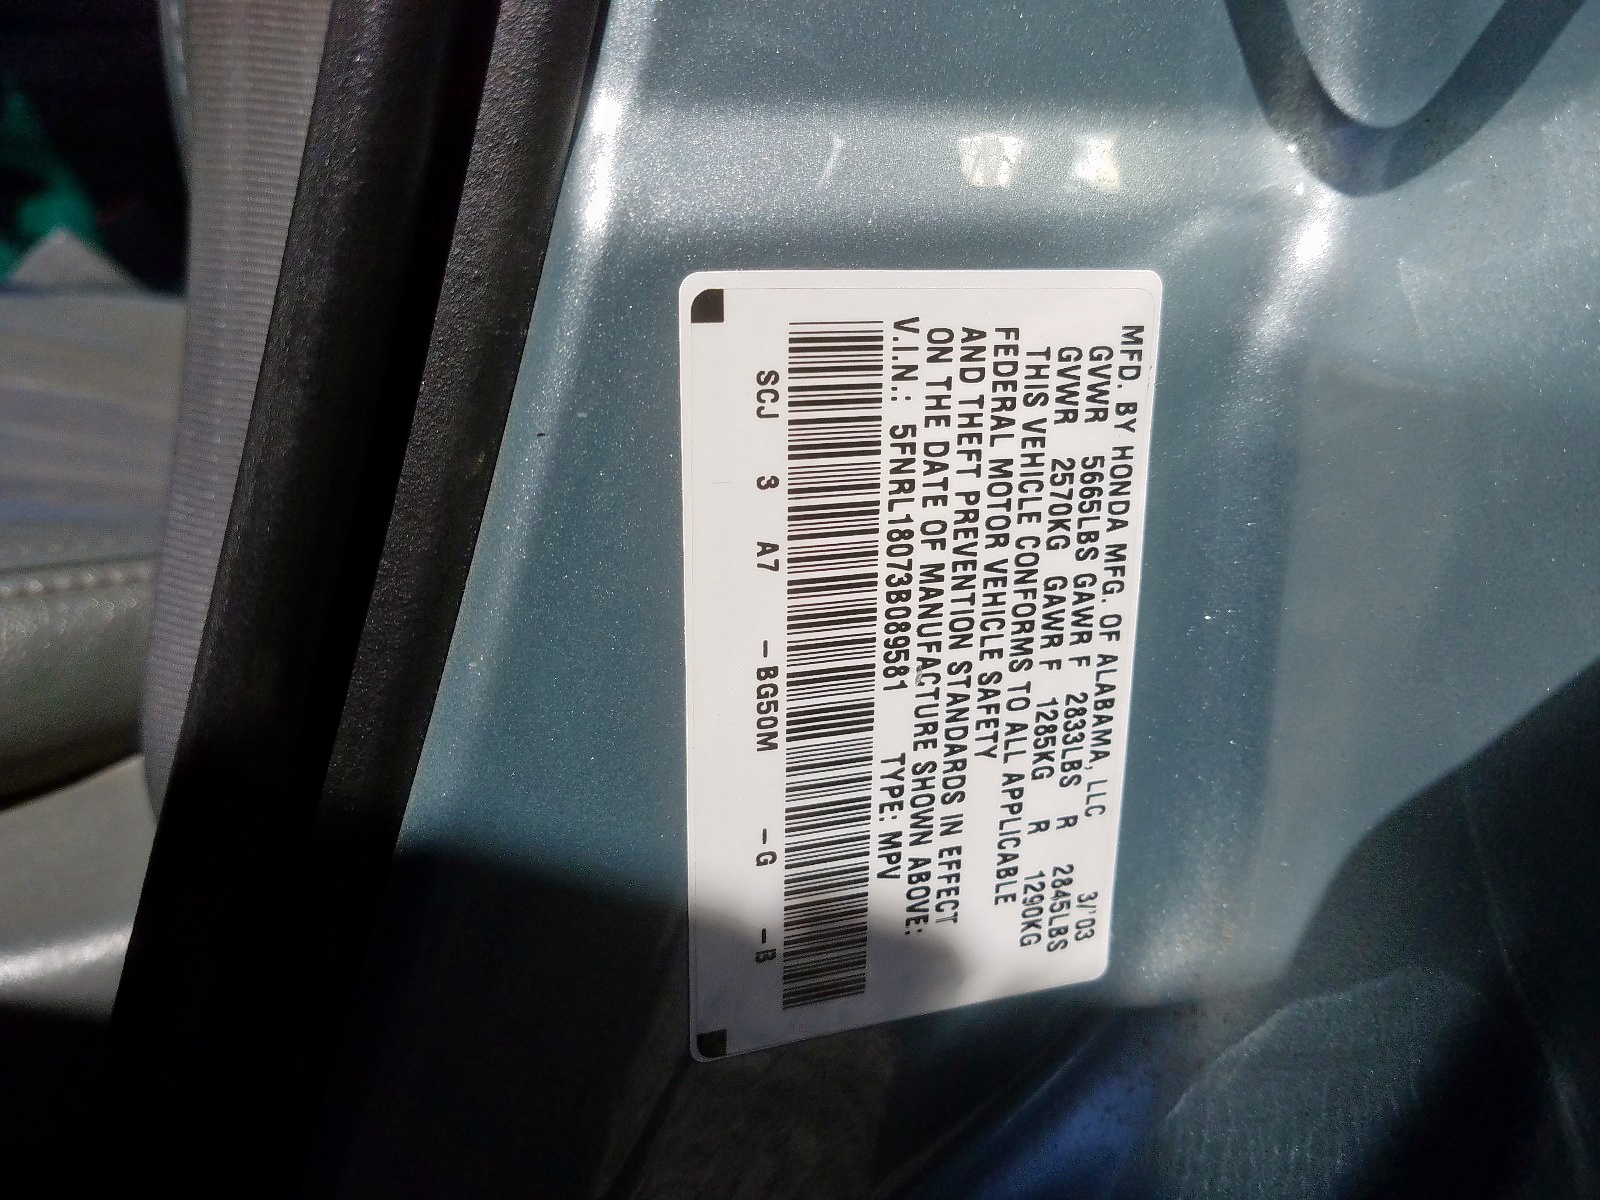 MFD. BY HONDA MFG. OF ALABAMA, LLC 3/'03
GVWR 5665LBS GAWR F 2833LBS R 2845LBS
GVWR 2570KG GAWR F 1285KG R 1290KG
THIS VEHICLE CONFORMS TO ALL APPLICABLE
FEDERAL MOTOR VEHICLE SAFETY
AND THEFT PREVENTION STANDARDS IN EFFECT
ON THE DATE OF MANUFACTURE SHOWN ABOVE:
V.I.N.: 5FNRL18073B089581 TYPE: MPV
SCJ 3 A7 -BG50M -G -B